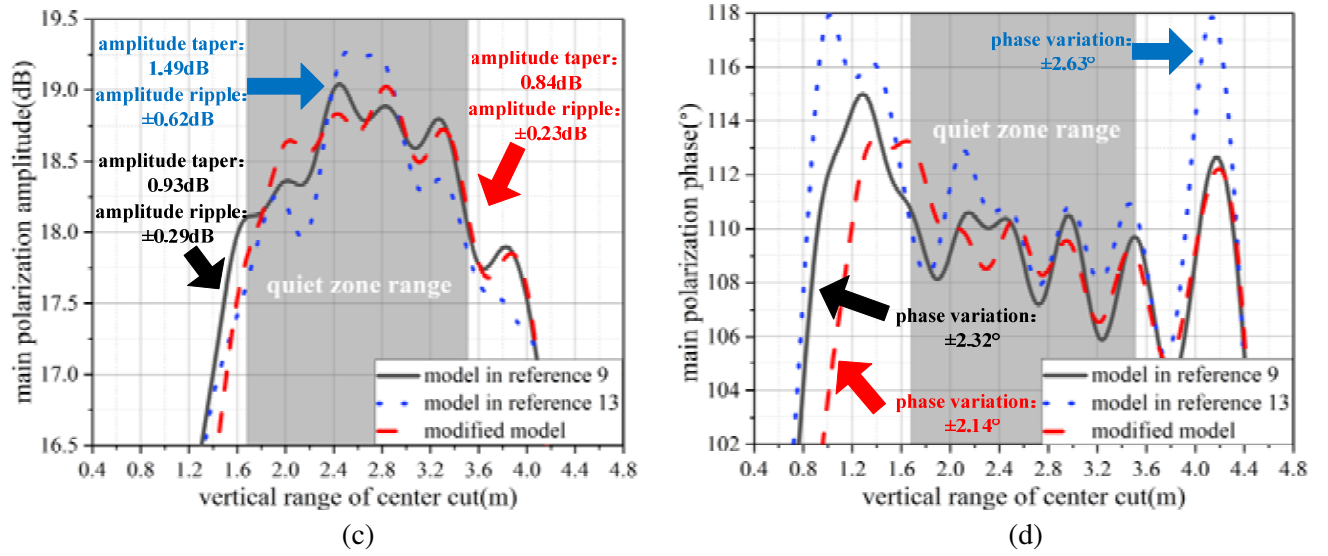 19.5
19.0
18.5
18.0
17.5
17.0
16.5
main polarization amplitude(dB)
amplitude taper:
1.49dB
amplitude ripple:
±0.62dB
amplitude taper:
0.93dB
amplitude ripple:
±0.29dB
amplitude taper:
0.84dB
amplitude ripple:
±0.23dB
quiet zone range
model in reference 9
model in reference 13
modified model
0.4 0.8 1.2 1.6 2.0 2.4 2.8 3.2 3.6 4.0 4.4 4.8
vertical range of center cut(m)
(c)
118
116
114
112
110
108
106
104
102
main polarization phase(°)
phase variation:
±2.63°
quiet zone range
phase variation:
±2.32°
phase variation:
±2.14°
model in reference 9
model in reference 13
modified model
0.4 0.8 1.2 1.6 2.0 2.4 2.8 3.2 3.6 4.0 4.4 4.8
vertical range of center cut(m)
(d)